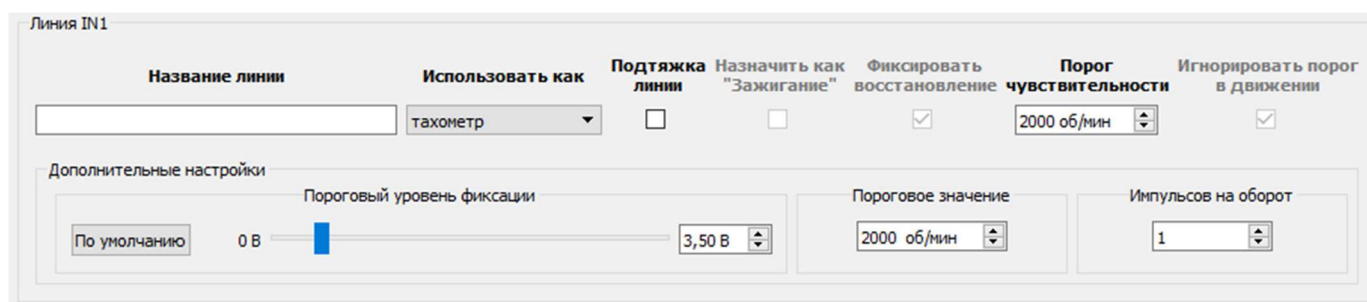 Линия IN1
Название линии
Использовать как
Подтяжка линии
Назначить как "Зажигание"
Фиксировать восстановление
Порог чувствительности
Игнорировать порог в движении
тахометр
2000 об/мин
Дополнительные настройки
Пороговый уровень фиксации
Пороговое значение
Импульсов на оборот
По умолчанию
0 В
3,50 В
2000 об/мин
1